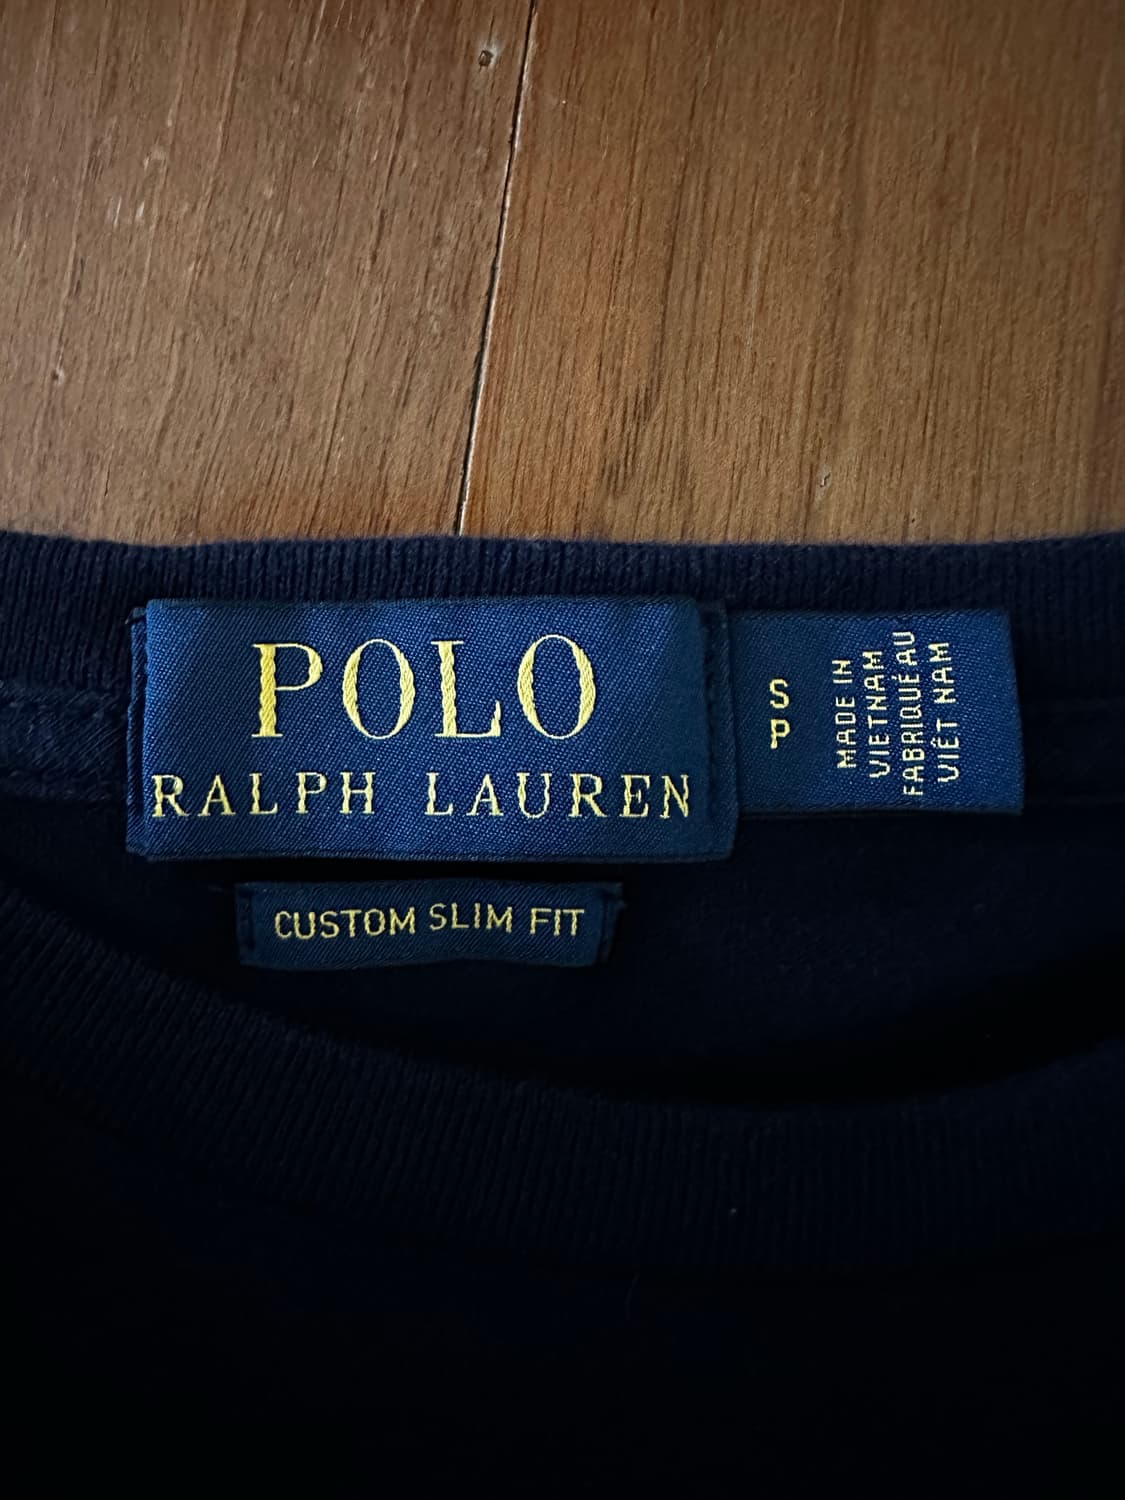 POLO
RALPH LAUREN
CUSTOM SLIM FIT
S
P
MADE IN
VIETNAM
FABRIQUÉ AU
VIÊT NAM